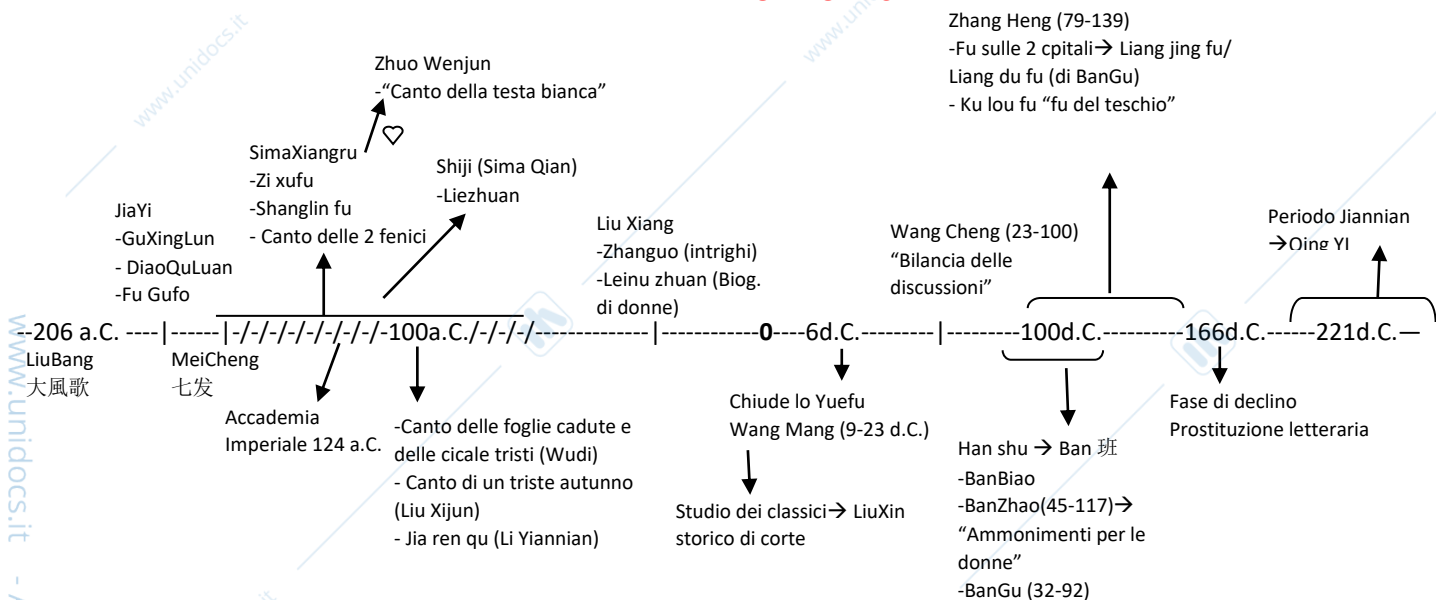 Zhang Heng (79-139)
-Fu sulle 2 cpitali→ Liang jing fu/
Liang du fu (di BanGu)
- Ku lou fu “fu del teschio”
Zhuo Wenjun
-“Canto della testa bianca”
SimaXiangru
-Zi xufu
-Shanglin fu
- Canto delle 2 fenici
Shiji (Sima Qian)
-Liezhuan
JiaYi
-GuXingLun
- DiaoQuLuan
-Fu Gufo
Liu Xiang
-Zhanguo (intrighi)
-Leinu zhuan (Biog.
di donne)
Wang Cheng (23-100)
“Bilancia delle
discussioni”
Periodo Jiannian
→Qing YI
--206 a.C. ----|------|-/-/-/-/-/-/-/-100a.C./-/-/-/------------|------------0----6d.C.---------|---------100d.C.----------166d.C.------221d.C.—
LiuBang
大風歌
MeiCheng
七发
Accademia
Imperiale 124 a.C.
-Canto delle foglie cadute e
delle cicale tristi (Wudi)
- Canto di un triste autunno
(Liu Xijun)
- Jia ren qu (Li Yiannian)
Chiude lo Yuefu
Wang Mang (9-23 d.C.)
Studio dei classici→ LiuXin
storico di corte
Han shu → Ban 班
-BanBiao
-BanZhao(45-117)→
“Ammonimenti per le
donne”
-BanGu (32-92)
Fase di declino
Prostituzione letteraria
www.unidocs.it
www.unidocs.it